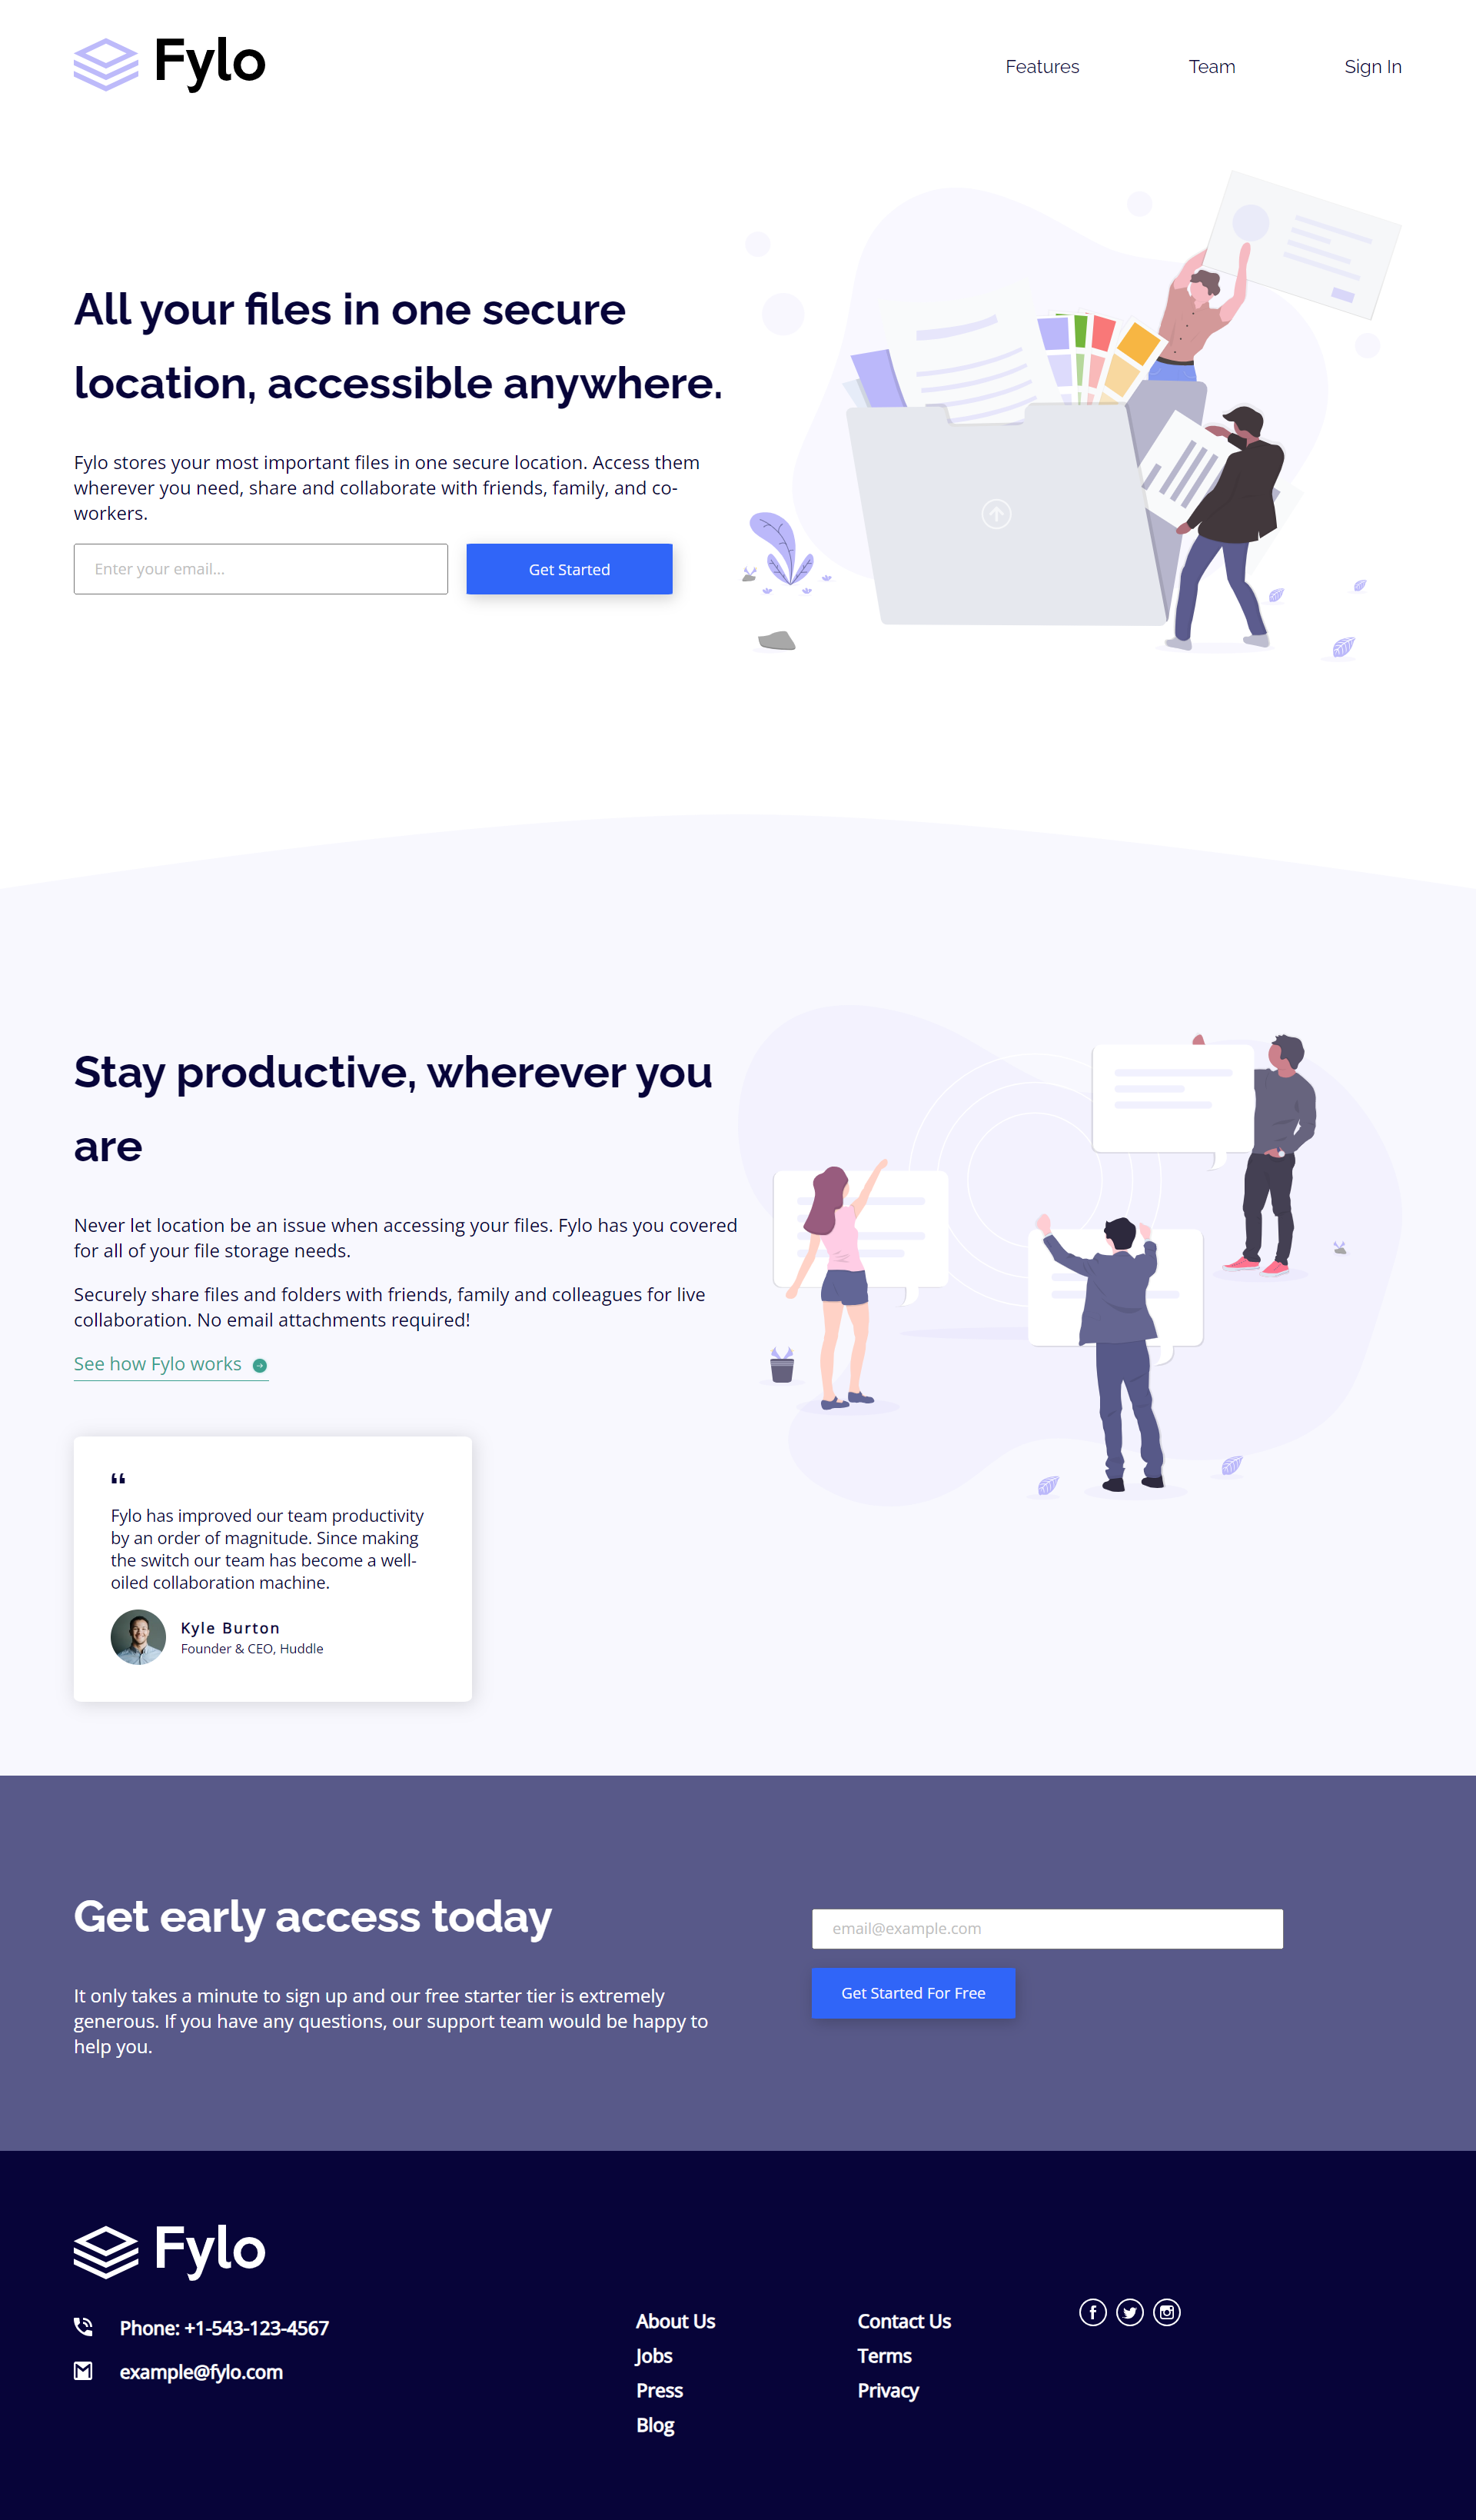 Fylo
Features
Team
Sign In
All your files in one secure
location, accessible anywhere.
Fylo stores your most important files in one secure location. Access them
wherever you need, share and collaborate with friends, family, and co-
workers.
Enter your email...
Get Started
Stay productive, wherever you
are
Never let location be an issue when accessing your files. Fylo has you covered
for all of your file storage needs.
Securely share files and folders with friends, family and colleagues for live
collaboration. No email attachments required!
See how Fylo works
“
Fylo has improved our team productivity
by an order of magnitude. Since making
the switch our team has become a well-
oiled collaboration machine.
Kyle Burton
Founder & CEO, Huddle
Get early access today
It only takes a minute to sign up and our free starter tier is extremely
generous. If you have any questions, our support team would be happy to
help you.
email@example.com
Get Started For Free
Fylo
Phone: +1-543-123-4567
example@fylo.com
About Us
Jobs
Press
Blog
Contact Us
Terms
Privacy